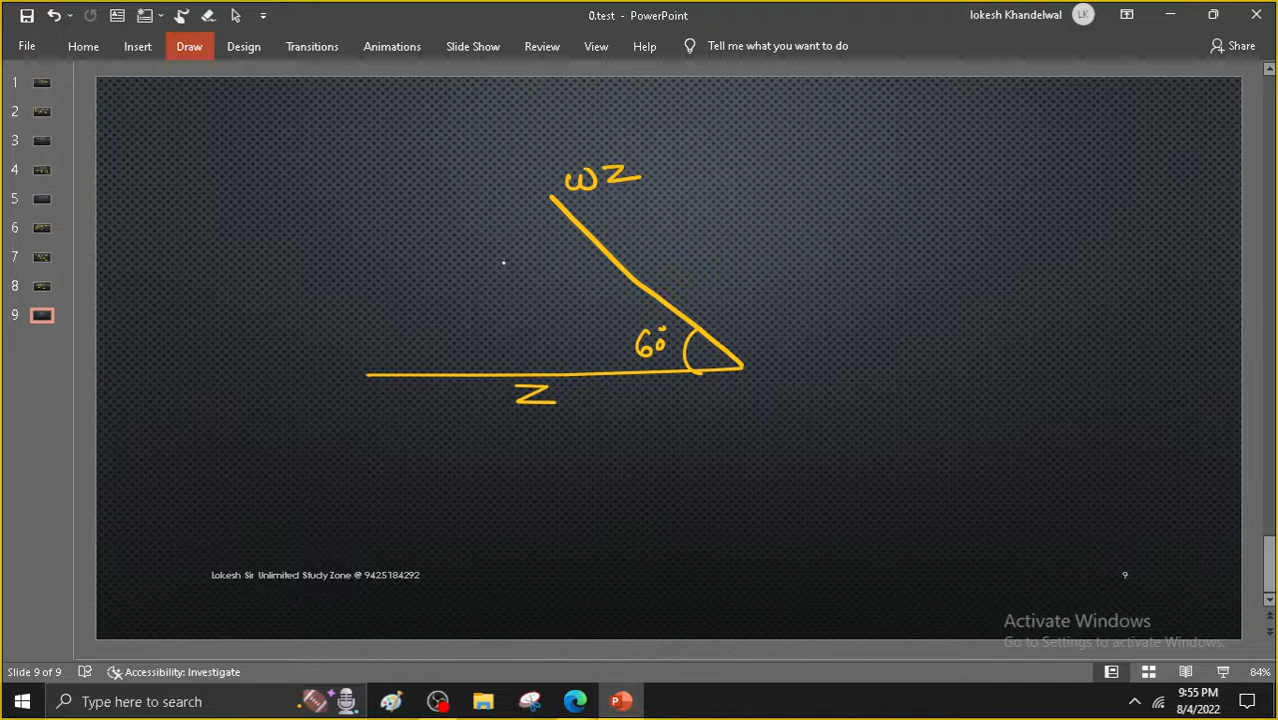 0.test - PowerPoint
lokesh Khandelwal
LK
File Home Insert Draw Design Transitions Animations Slide Show Review View Help Tell me what you want to do Share
1
2
3
4
5
6
7
8
9
ωz
60°
z
Lokesh Sir Unlimited Study Zone @ 9425184292
9
Activate Windows
Go to Settings to activate Windows.
Slide 9 of 9 Accessibility: Investigate 84%
Type here to search
9:55 PM
8/4/2022